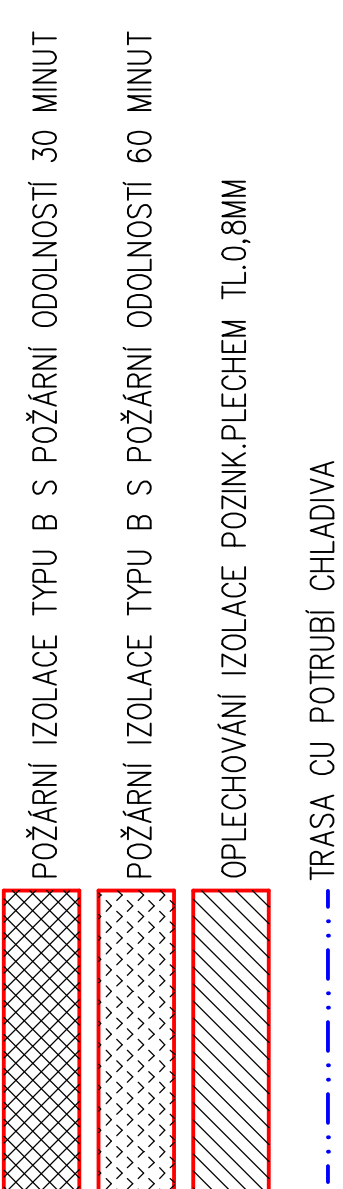 POŽÁRNÍ IZOLACE TYPU B S POŽÁRNÍ ODOLNOSTÍ 30 MINUT
POŽÁRNÍ IZOLACE TYPU B S POŽÁRNÍ ODOLNOSTÍ 60 MINUT
OPLECHOVÁNÍ IZOLACE POZINK.PLECHEM TL.0,8MM
TRASA CU POTRUBÍ CHLADIVA